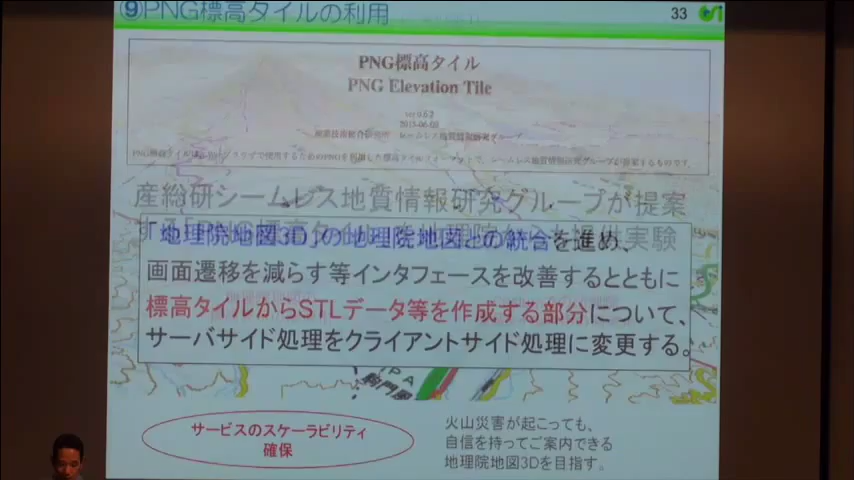 ⑨PNG標高タイルの利用
33
PNG標高タイル
PNG Elevation Tile
産総研シームレス地質情報研究グループが提案
「地理院地図3D」の地理院地図との統合を進め、
画面遷移を減らす等インタフェースを改善するとともに
標高タイルからSTLデータ等を作成する部分について、
サーバサイド処理をクライアントサイド処理に変更する。
サービスのスケーラビリティ
確保
火山災害が起こっても、
自信を持ってご案内できる
地理院地図3Dを目指す。